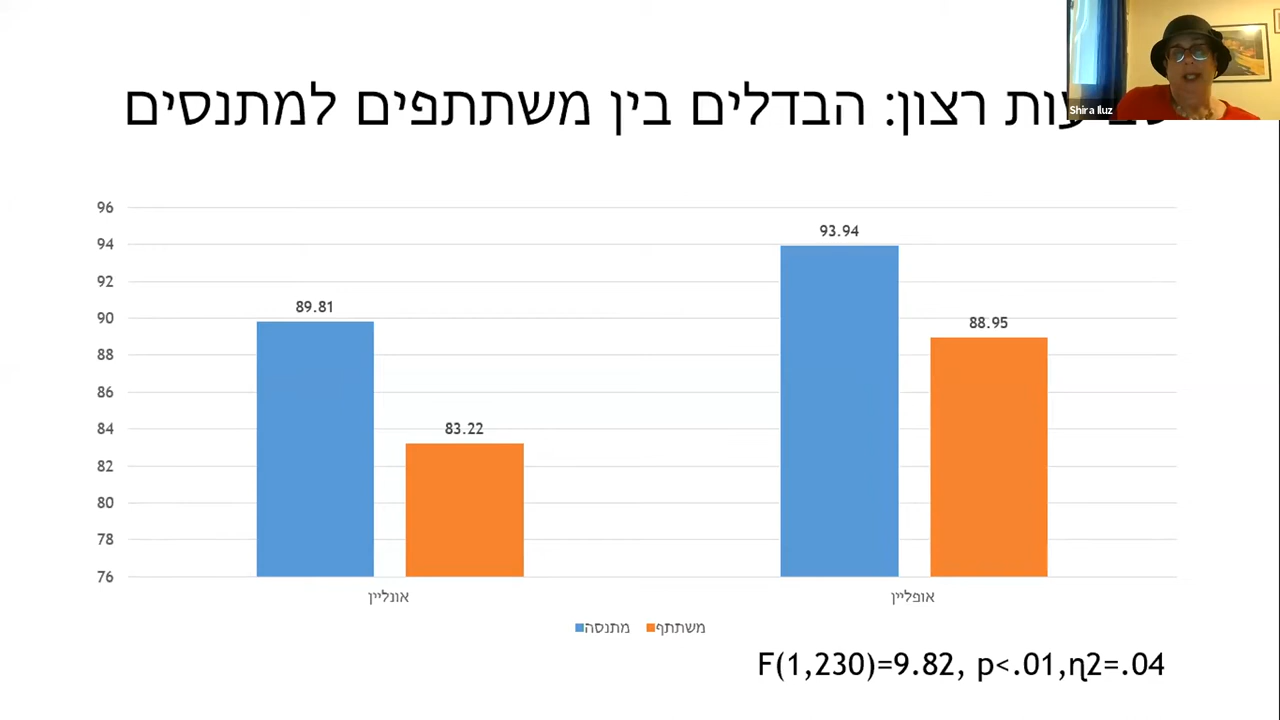 Shira Iluz
רצון: הבדלים בין משתתפים למתנסים
96
94
92
90
88
86
84
82
80
78
76
89.81
83.22
93.94
88.95
אונליין
אופליין
מתנסה
משתתף
F(1,230)=9.82, p<.01,η2=.04